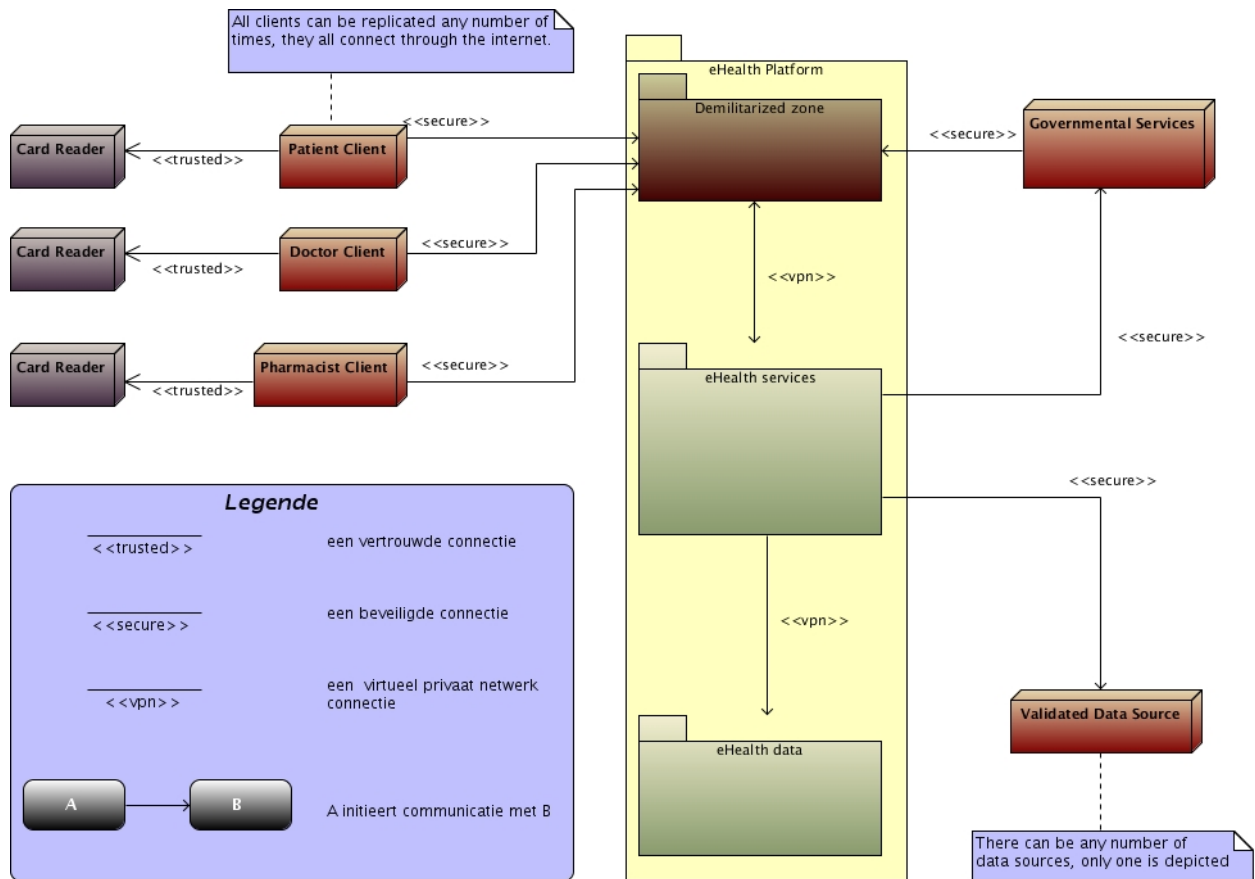 All clients can be replicated any number of
times, they all connect through the internet.
eHealth Platform
Demilitarized zone
<<secure>>
<<secure>>
Governmental Services
Card Reader
<<trusted>>
Patient Client
Card Reader
<<trusted>>
Doctor Client
<<secure>>
<<vpn>>
<<secure>>
Card Reader
<<trusted>>
Pharmacist Client
<<secure>>
eHealth services
<<secure>>
Legende
<<trusted>>
een vertrouwde connectie
<<secure>>
een beveiligde connectie
<<vpn>>
een virtueel privaat netwerk
connectie
A
B
A initieert communicatie met B
<<vpn>>
Validated Data Source
eHealth data
There can be any number of
data sources, only one is depicted